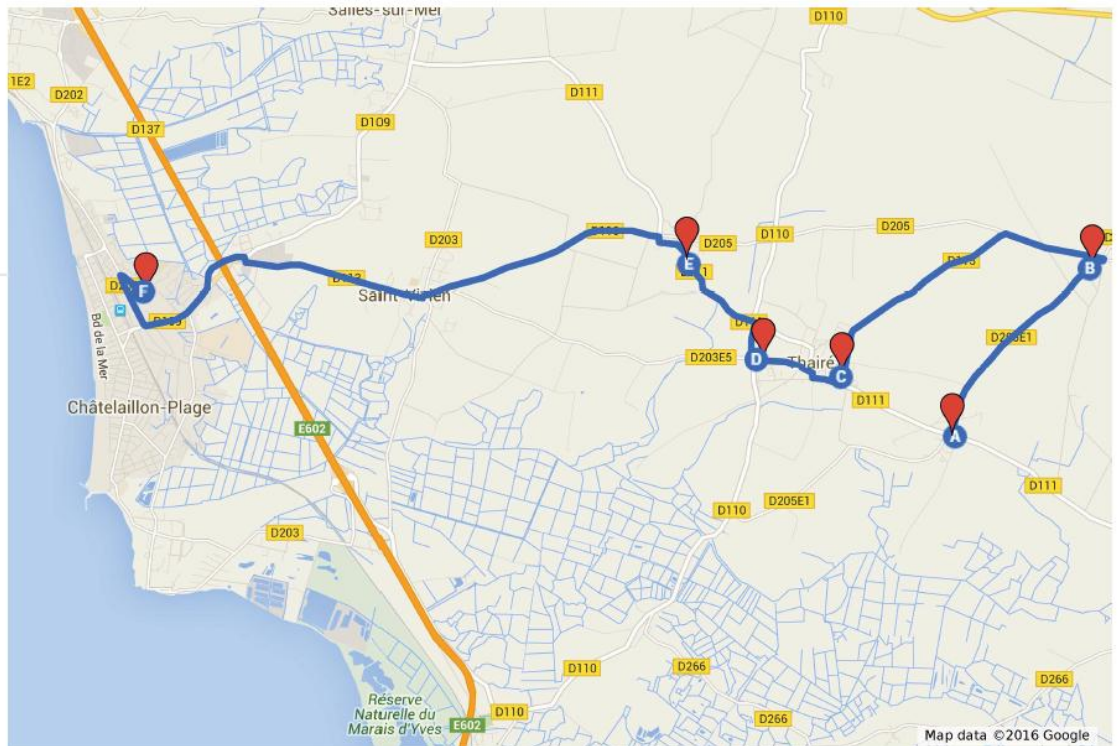 Salles-sur-Mer
D110
1E2
D202
D111
D109
D137
D203
D110
D205
D205
E
B
F
Saint-Vivien
Bd de la Mer
D203E5
D
Thairé
C
D111
Châtelaillon-Plage
E602
A
D111
D205E1
D110
D203
D110
D266
D266
D266
Réserve
Naturelle du
Marais d'Yves
D110
E602
Map data ©2016 Google